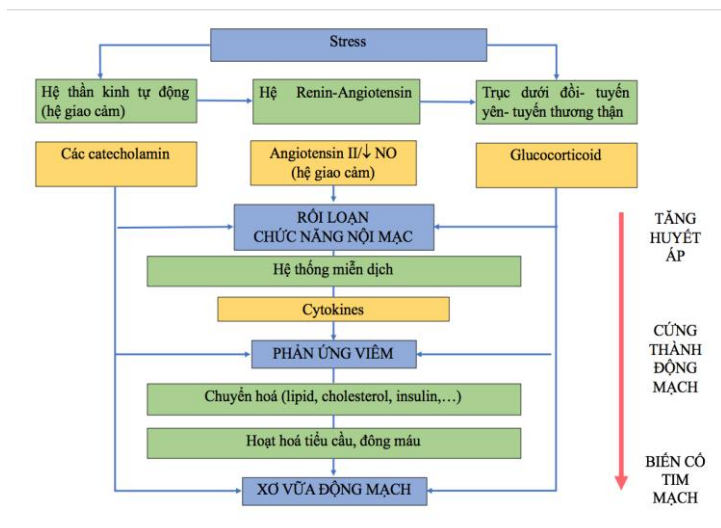 Stress
Hệ thần kinh tự động
(hệ giao cảm)
Hệ Renin-Angiotensin
Trục dưới đồi- tuyến
yên- tuyến thương thận
Các catecholamin
Angiotensin II/↓ NO
(hệ giao cảm)
Glucocorticoid
RỐI LOẠN
CHỨC NĂNG NỘI MẠC
TĂNG
HUYẾT
ÁP
Hệ thống miễn dịch
Cytokines
PHẢN ỨNG VIÊM
CỨNG
THÀNH
ĐỘNG
MẠCH
Chuyển hoá (lipid, cholesterol, insulin,…)
Hoạt hoá tiểu cầu, đông máu
XƠ VỮA ĐỘNG MẠCH
BIẾN CỐ
TIM
MẠCH